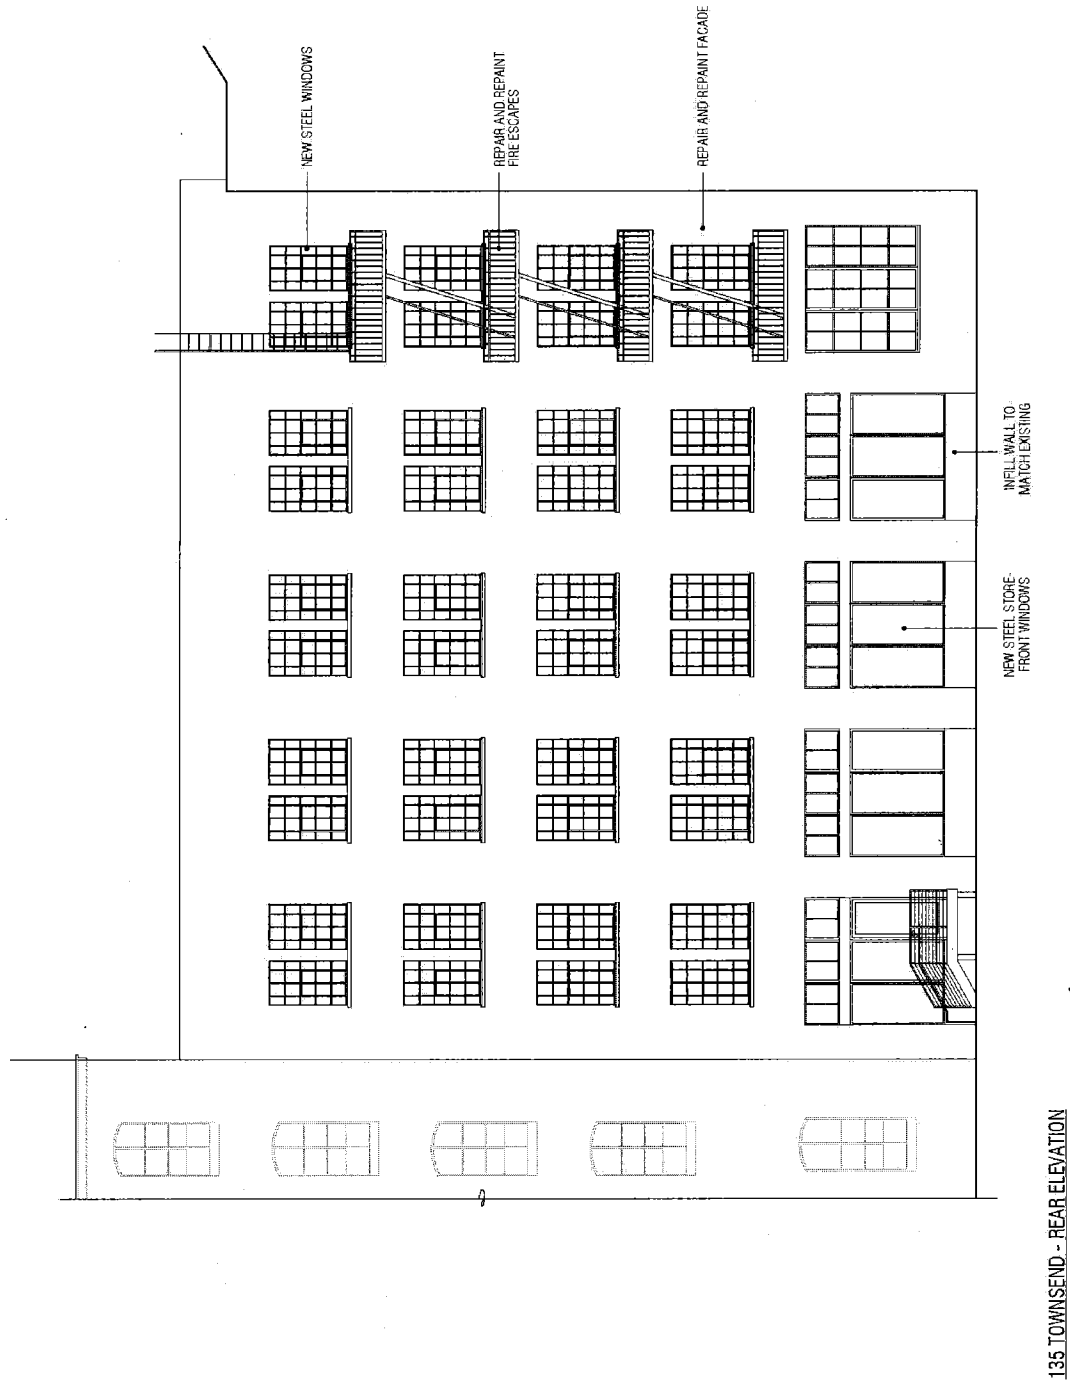 NEW STEEL WINDOWS
REPAIR AND REPAINT
FIRE ESCAPES
REPAIR AND REPAINT FACADE
INFILL WALL TO
MATCH EXISTING
NEW STEEL STORE-
FRONT WINDOWS
135 TOWNSEND - REAR ELEVATION